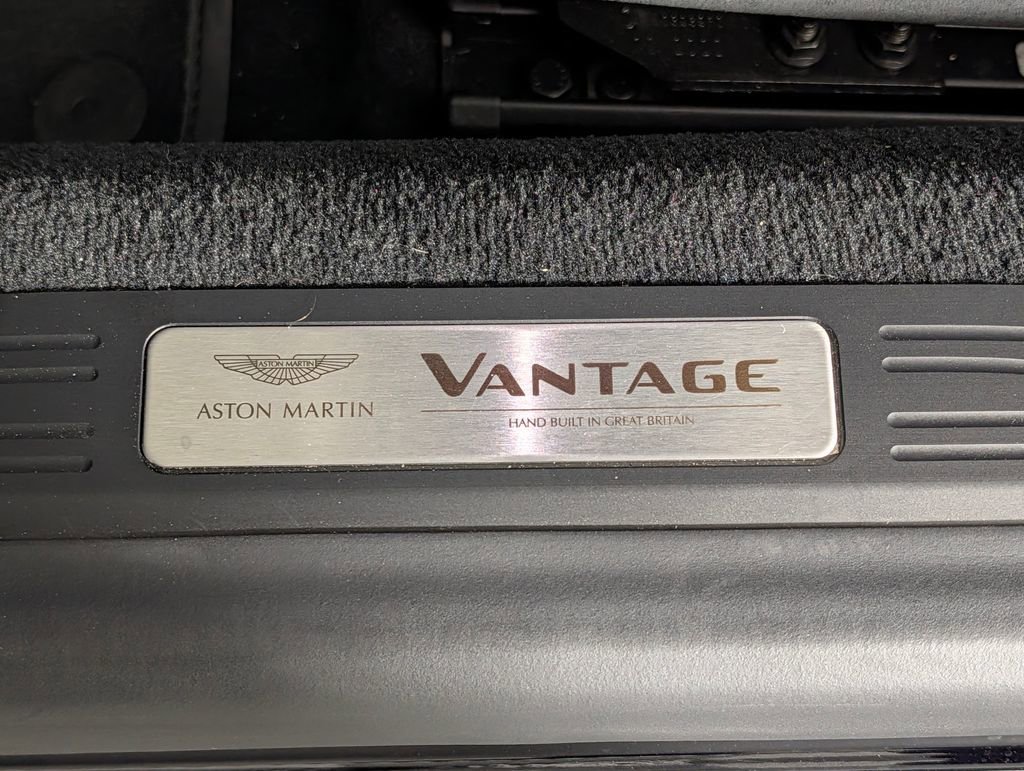 ASTON MARTIN
ASTON MARTIN
VANTAGE
HAND BUILT IN GREAT BRITAIN